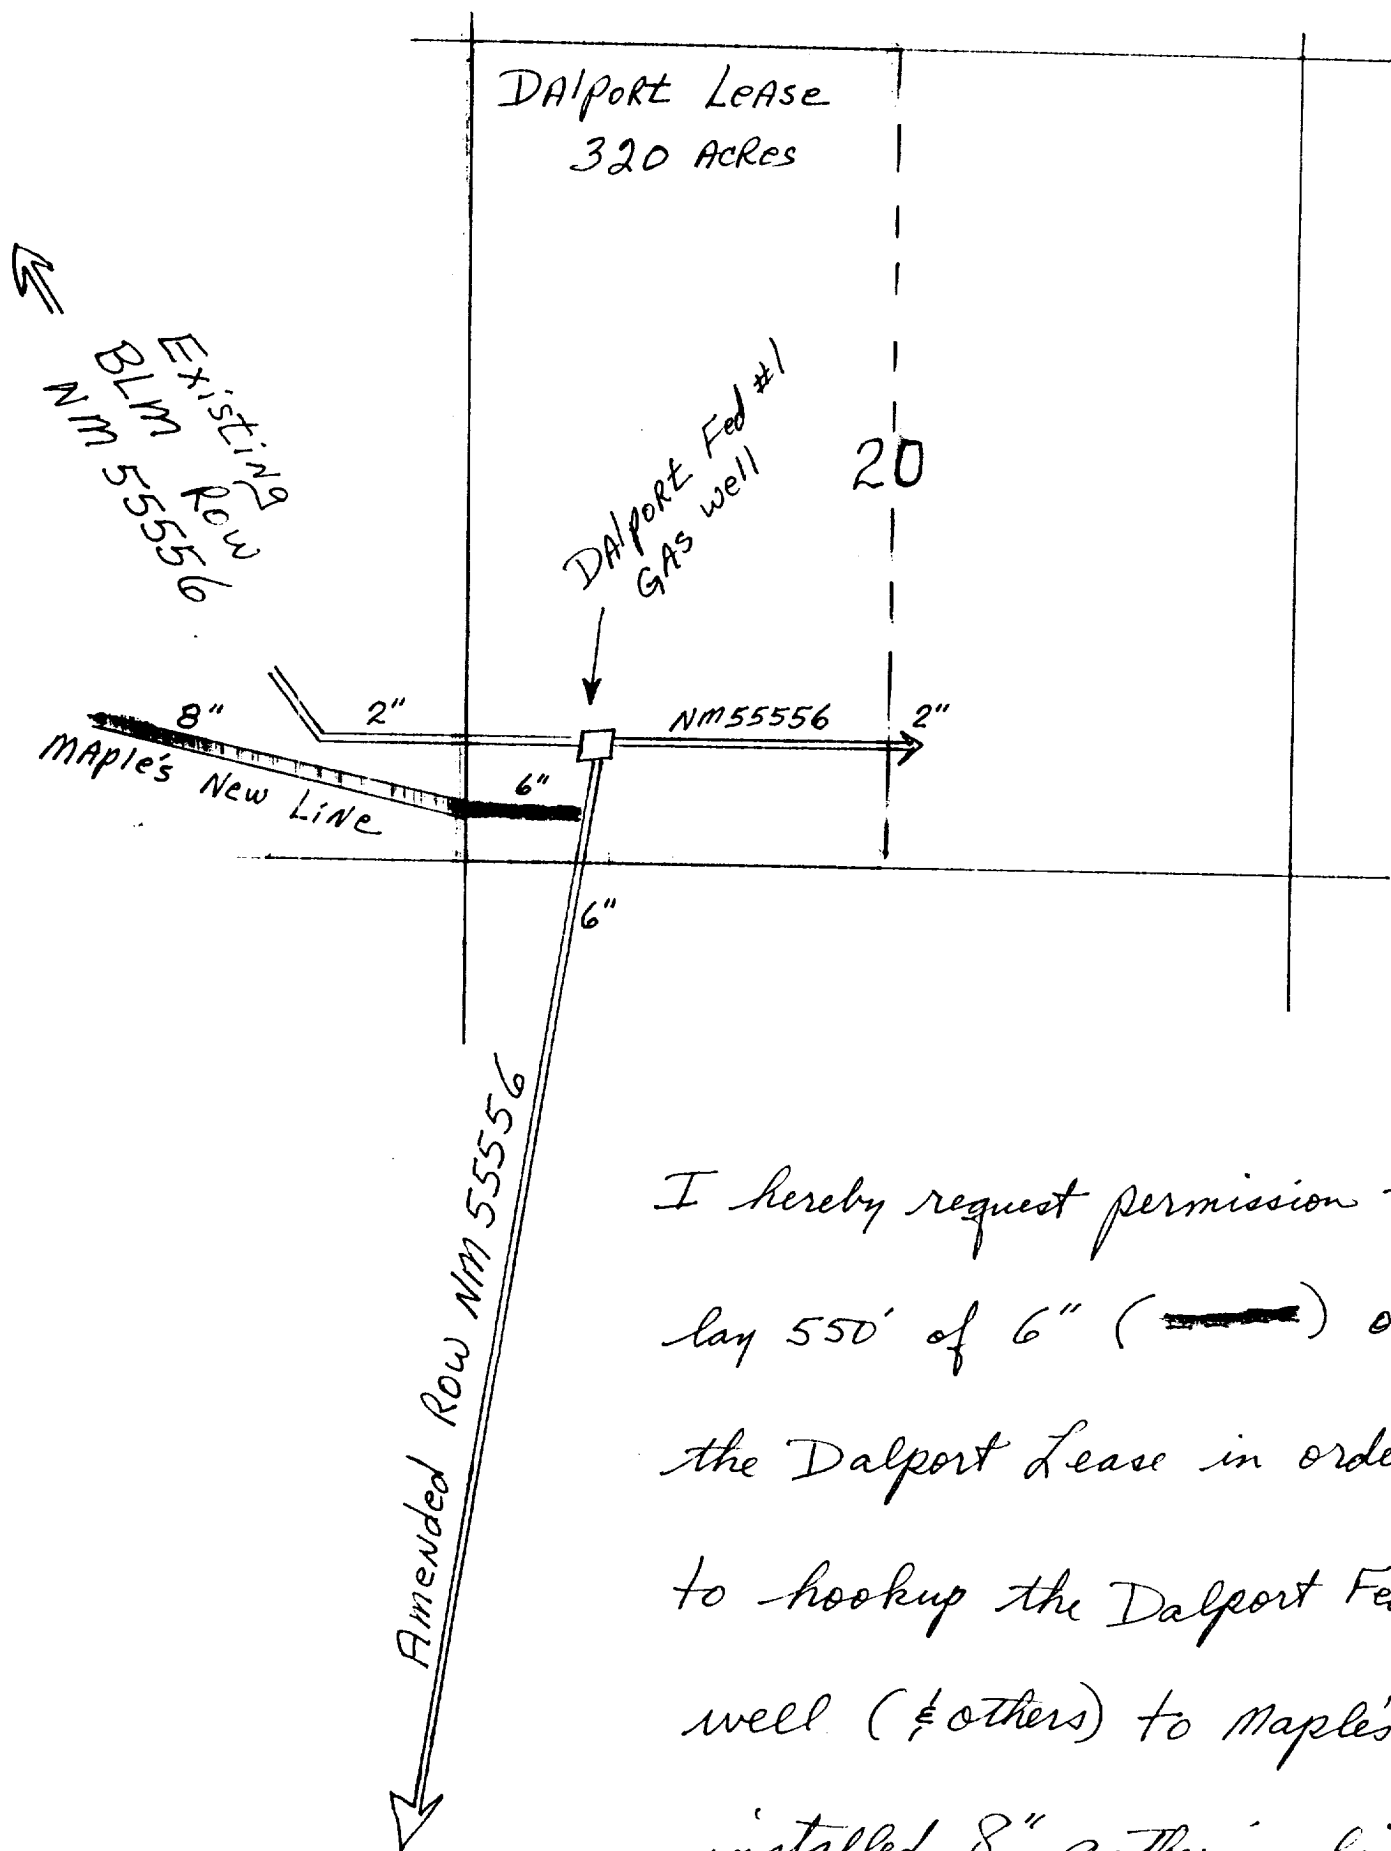 DAlPORt LeAse
320 AcRes
Existing
BLM Row
NM 55556
DAlPORt Fed #1
GAs well
20
8"
2"
NM55556
2"
MAple's New LiNe
6"
6"
AmeNded Row NM 55556
I hereby request permission
lay 550' of 6" ( ) o
the Dalport Lease in orde
to hookup the Dalport Fe
well (& others) to Maple's
installed 8"